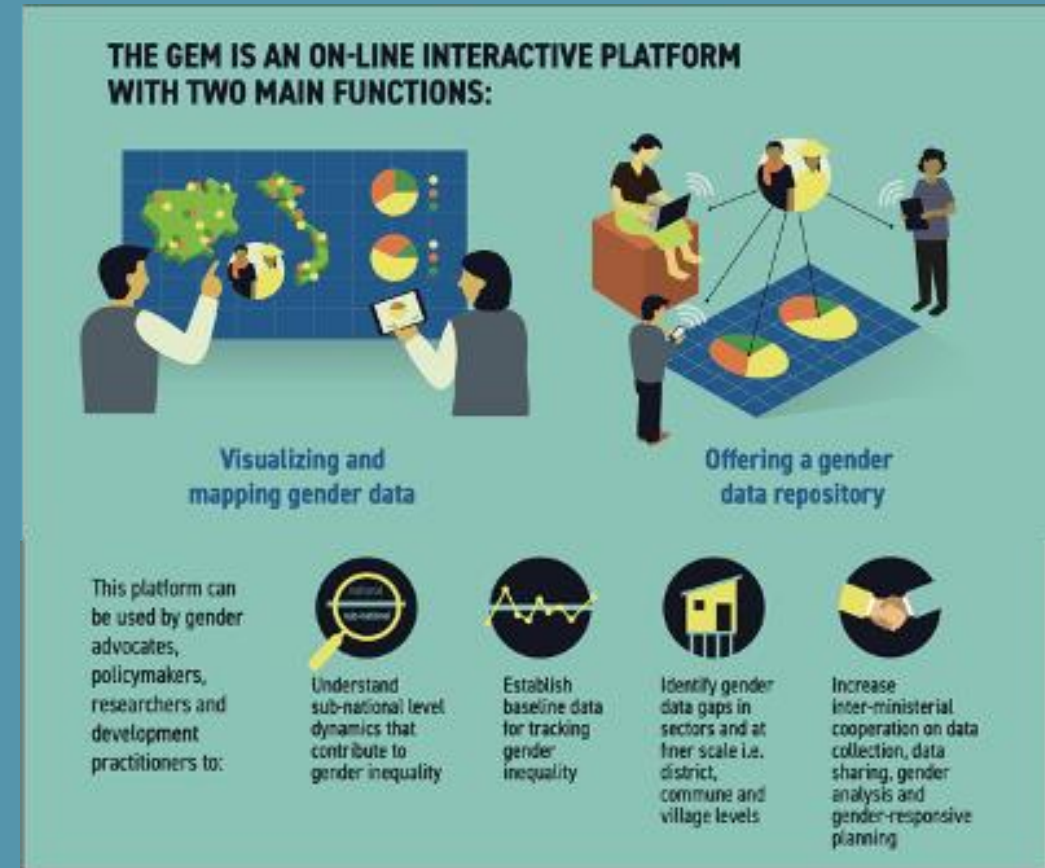 THE GEM IS AN ON-LINE INTERACTIVE PLATFORM
WITH TWO MAIN FUNCTIONS:
Visualizing and
mapping gender data
Offering a gender
data repository
This platform can
be used by gender
advocates,
policymakers,
researchers and
development
practitioners to:
sub-national
Understand
sub-national level
dynamics that
contribute to
gender inequality
Establish
baseline data
for tracking
gender
inequality
Identify gender
data gaps in
sectors and at
finer scale i.e.
district,
commune and
village levels
Increase
inter-ministerial
cooperation on data
collection, data
sharing, gender
analysis and
gender-responsive
planning